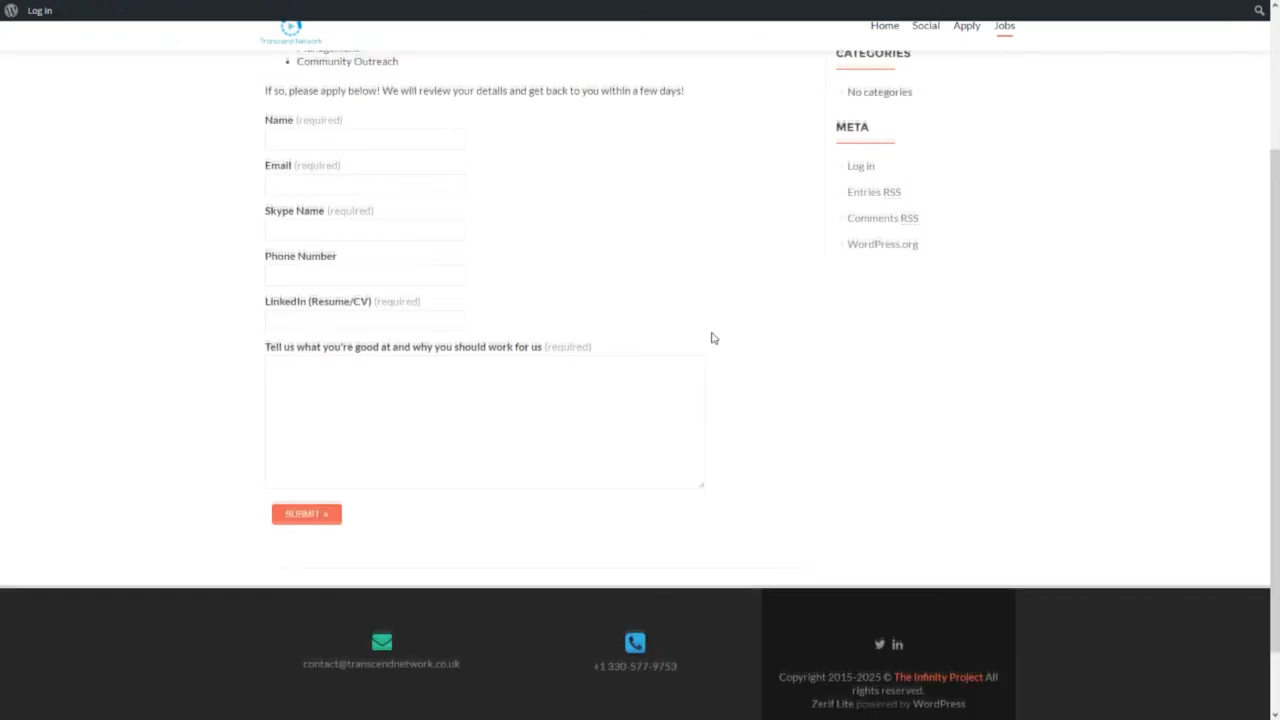 Log in
Transcend Network
Home Social Apply Jobs
Community Outreach
If so, please apply below! We will review your details and get back to you within a few days!
Name (required)
Email (required)
Skype Name (required)
Phone Number
LinkedIn (Resume/CV) (required)
Tell us what you're good at and why you should work for us (required)
SUBMIT »
CATEGORIES
No categories
META
Log in
Entries RSS
Comments RSS
WordPress.org
contact@transcendnetwork.co.uk
+1 330-577-9753
Copyright 2015-2025 © The Infinity Project All
rights reserved.
Zerif Lite powered by WordPress